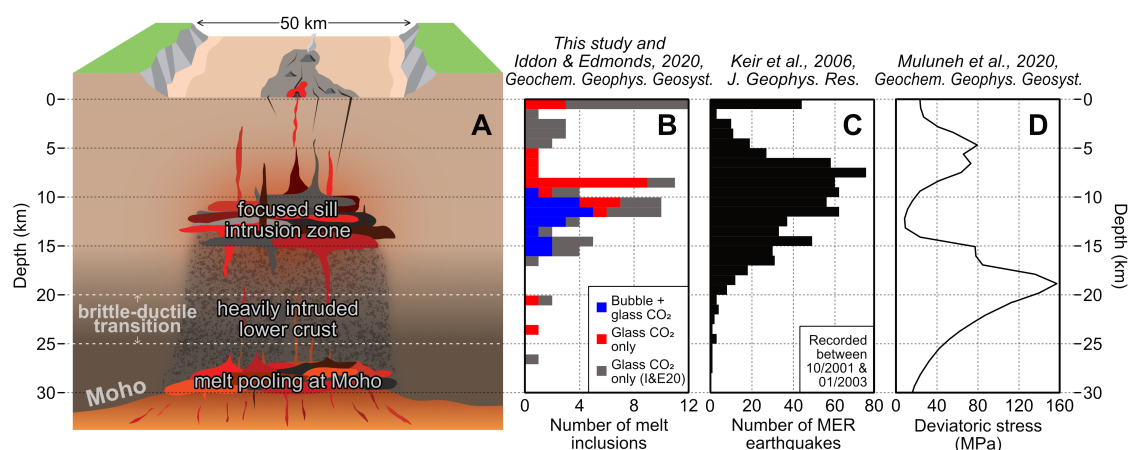 50 km
This study and
Iddon & Edmonds, 2020,
Geochem. Geophys. Geosyst.
Keir et al., 2006,
J. Geophys. Res.
Muluneh et al., 2020,
Geochem. Geophys. Geosyst.
A
B
C
D
Depth (km)
0
5
10
15
20
25
30
focused sill
intrusion zone
brittle-ductile
transition
heavily intruded
lower crust
Moho
melt pooling at Moho
Bubble +
glass CO₂
Glass CO₂
only
Glass CO₂
only (I&E20)
0 4 8 12
Number of melt
inclusions
Recorded
between
10/2001 &
01/2003
0 20 40 60 80
Number of MER
earthquakes
0 40 80 120 160
Deviatoric stress
(MPa)
0
5
10
15
20
25
30
Depth (km)